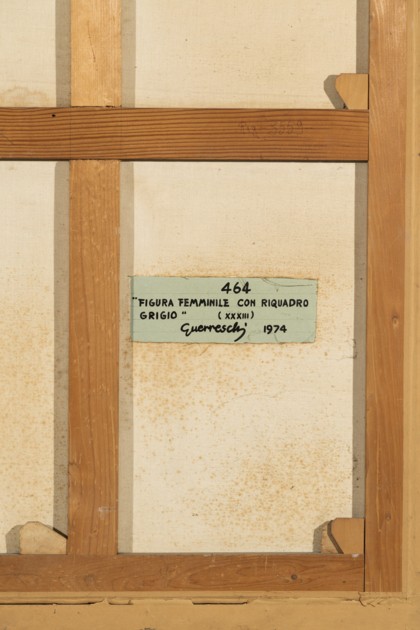 464
"FIGURA FEMMINILE CON RIQUADRO
GRIGIO" (XXXIII)
Guerreschi 1974